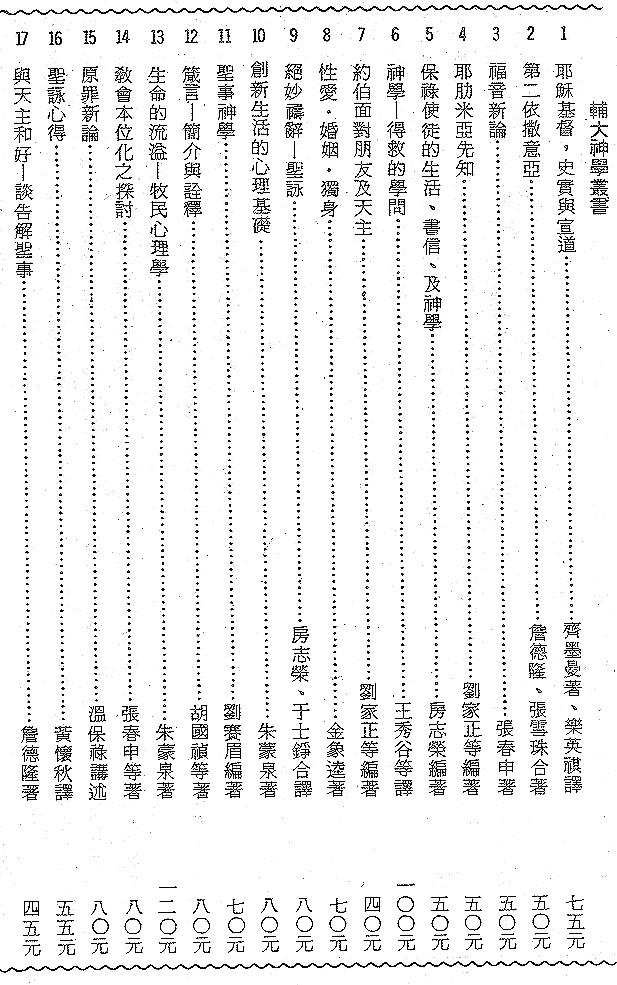 輔大神學叢書
1 耶穌基督，史實與宣道……齊墨曼著、樂英祺譯 七五元
2 第二依撒意亞……詹德隆、張雪珠合著 五〇元
3 福音新論……張春申著 五〇元
4 耶肋米亞先知……劉家正等編著 五〇元
5 保祿使徒的生活、書信、及神學……房志榮編著 五〇元
6 神學—得救的學問……王秀谷等譯 一〇〇元
7 約伯面對朋友及天主……劉家正等編著 四〇元
8 性愛・婚姻・獨身……金象逵著 七〇元
9 絕妙禱辭—聖詠……房志榮、于士錚合譯 八〇元
10 創新生活的心理基礎……朱蒙泉著 八〇元
11 聖事神學……劉賽眉編著 七〇元
12 箴言—簡介與詮釋……胡國禎等著 八〇元
13 生命的流溢—牧民心理學……朱蒙泉著 一二〇元
14 教會本位化之探討……張春申等著 八〇元
15 原罪新論……溫保祿講述 八〇元
16 聖詠心得……黃懷秋譯 五五元
17 與天主和好—談告解聖事……詹德隆著 四五元